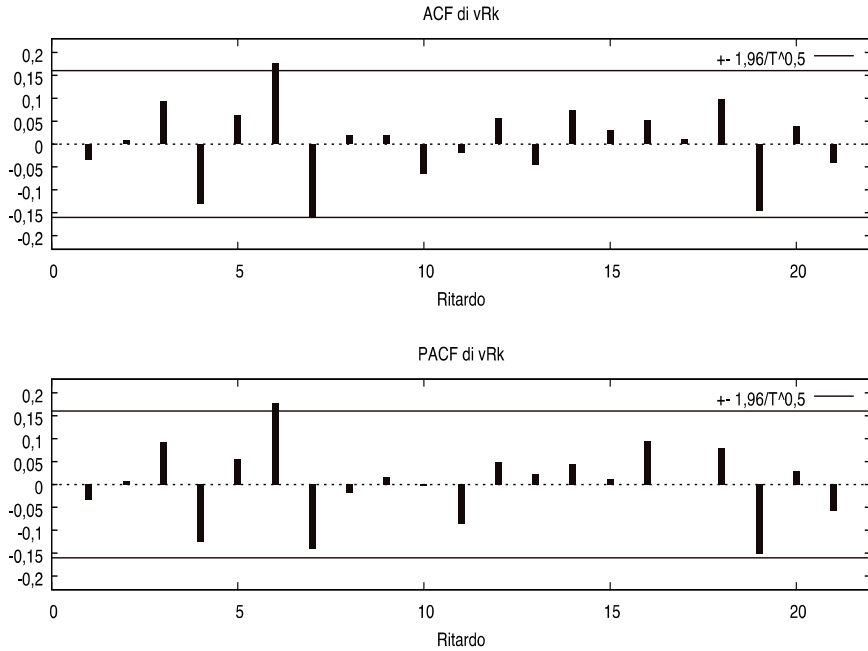 ACF di vRk
+- 1,96/T^0,5
0,2
0,15
0,1
0,05
0
-0,05
-0,1
-0,15
-0,2
0 5 10 15 20
Ritardo
PACF di vRk
+- 1,96/T^0,5
0,2
0,15
0,1
0,05
0
-0,05
-0,1
-0,15
-0,2
0 5 10 15 20
Ritardo